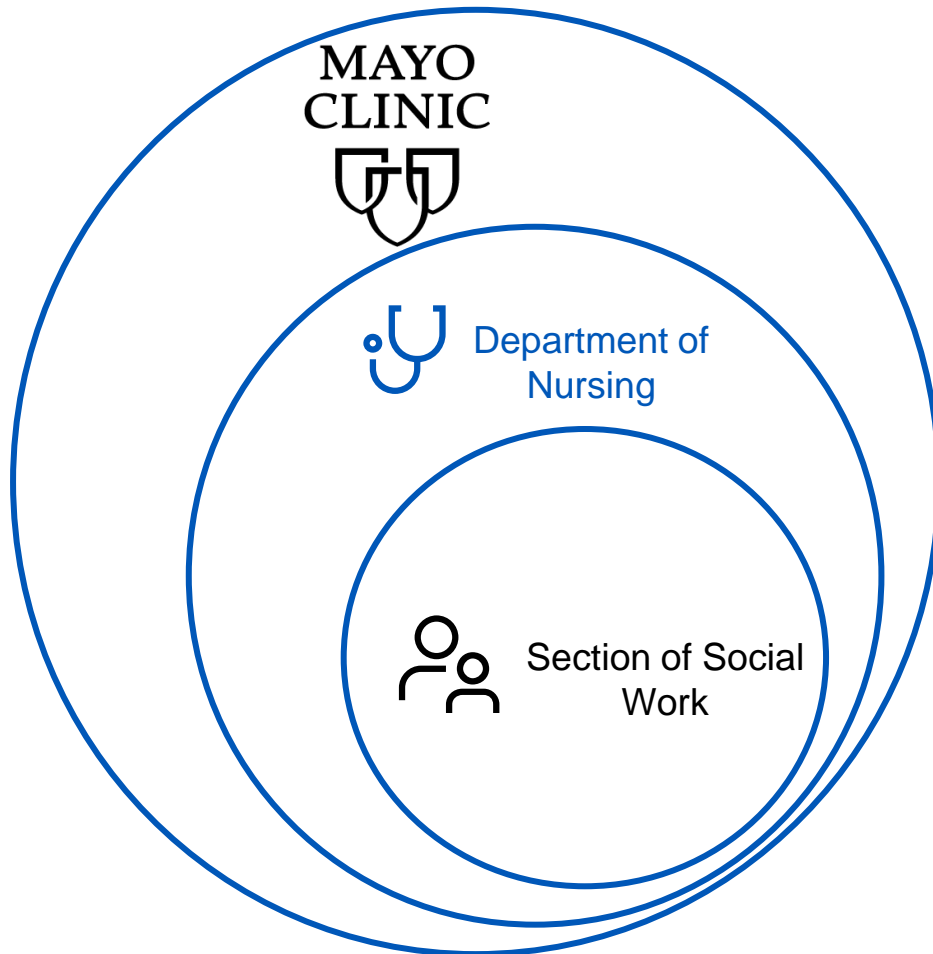 MAYO
CLINIC
Department of
Nursing
Section of Social
Work